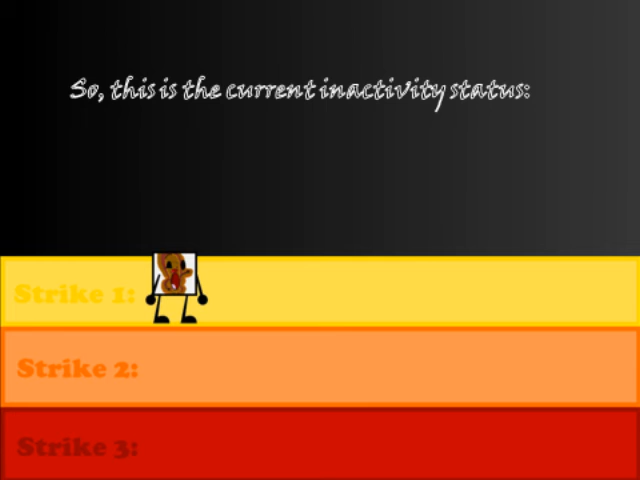 So, this is the current inactivity status:
Strike 1:
Strike 2:
Strike 3: